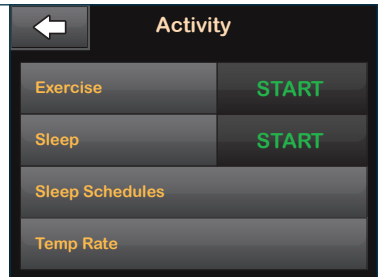 Activity
Exercise START
Sleep START
Sleep Schedules
Temp Rate